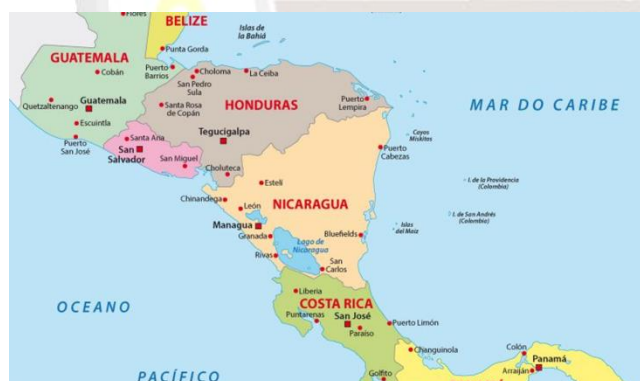 Flores
BELIZE
Islas de
la Bahía
Punta Gorda
GUATEMALA
Cobán
Puerto
Barrios
Choloma
La Ceiba
San Pedro
Sula
Quetzaltenango
Guatemala
Santa Rosa
de Copán
HONDURAS
Puerto
Lempira
MAR DO CARIBE
Escuintla
Tegucigalpa
Cayos
Miskitos
Puerto
San José
Santa Ana
San
Salvador
San Miguel
Choluteca
Puerto
Cabezas
Estelí
I. de la Providencia
(Colombia)
Chinandega
León
NICARAGUA
I. de San Andrés
(Colombia)
Managua
Granada
Lago de
Nicaragua
Bluefields
Islas
del Maíz
Rivas
San
Carlos
Liberia
COSTA RICA
OCEANO
Puntarenas
San José
Paraíso
Puerto Limón
Changuinola
Colón
Panamá
Arraiján
PACÍFICO
Golfito